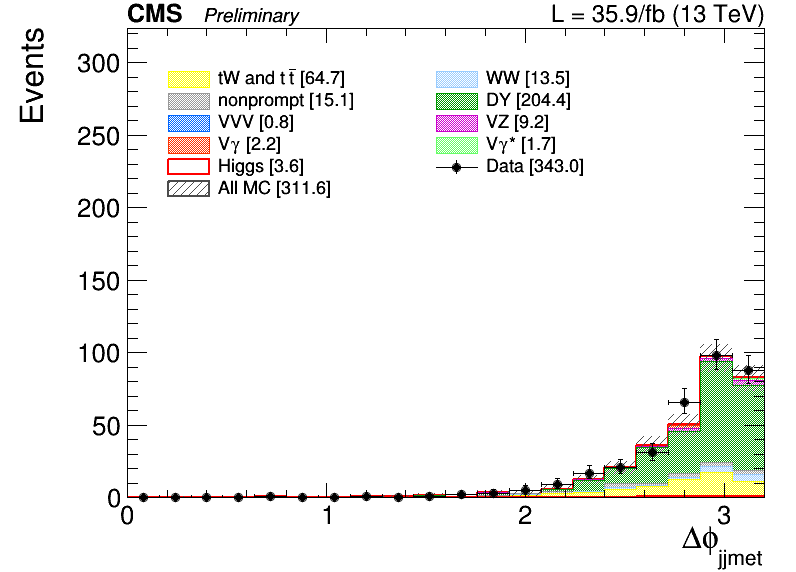 CMS Preliminary L = 35.9/fb (13 TeV)
Events
300
250
200
150
100
50
0
tW and t t̄ [64.7]
nonprompt [15.1]
VVV [0.8]
Vγ [2.2]
Higgs [3.6]
All MC [311.6]
WW [13.5]
DY [204.4]
VZ [9.2]
Vγ* [1.7]
Data [343.0]
0 1 2 3
Δϕjjmet